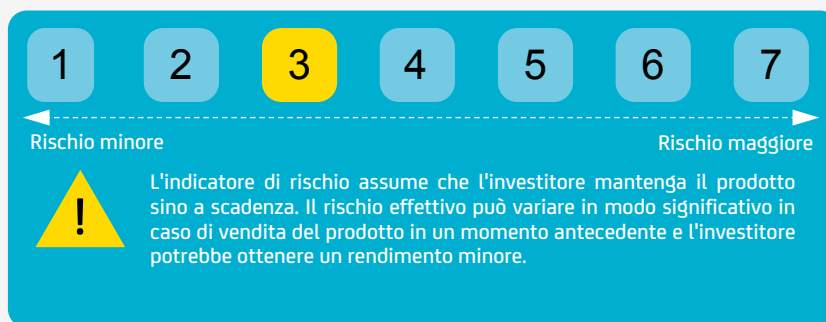 1 2 3 4 5 6 7
Rischio minore Rischio maggiore
!
L'indicatore di rischio assume che l'investitore mantenga il prodotto
sino a scadenza. Il rischio effettivo può variare in modo significativo in
caso di vendita del prodotto in un momento antecedente e l'investitore
potrebbe ottenere un rendimento minore.